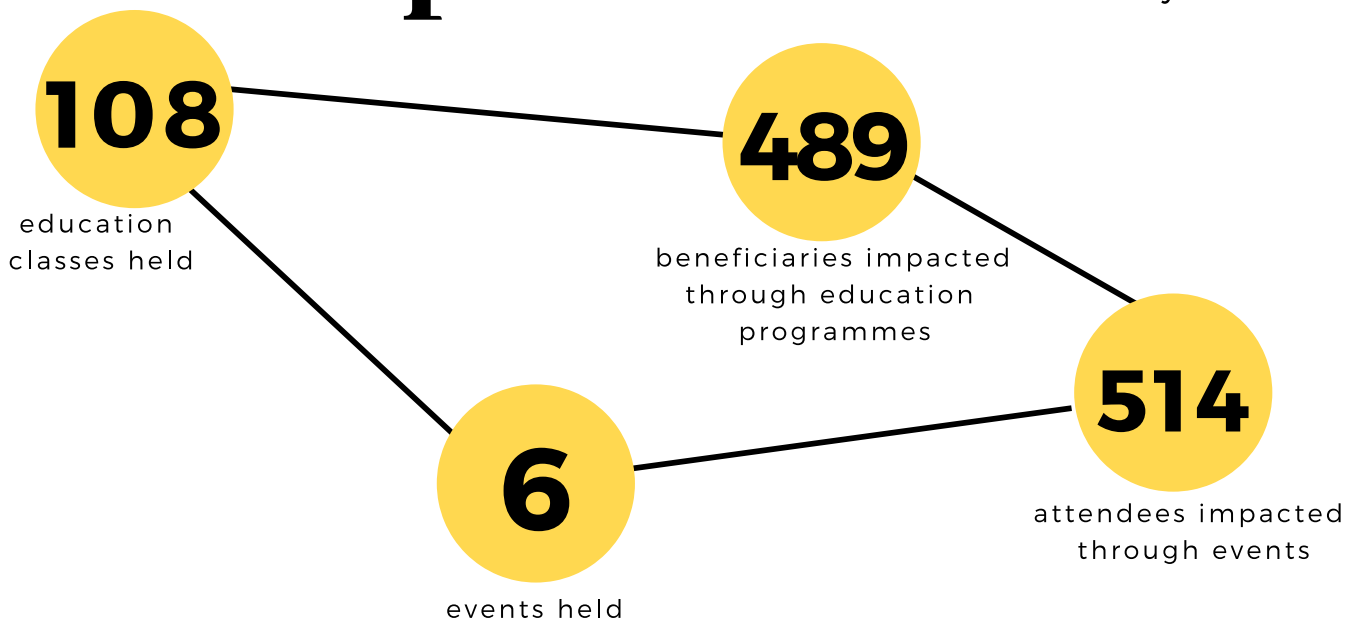 108
education
classes held
489
beneficiaries impacted
through education
programmes
514
attendees impacted
through events
6
events held